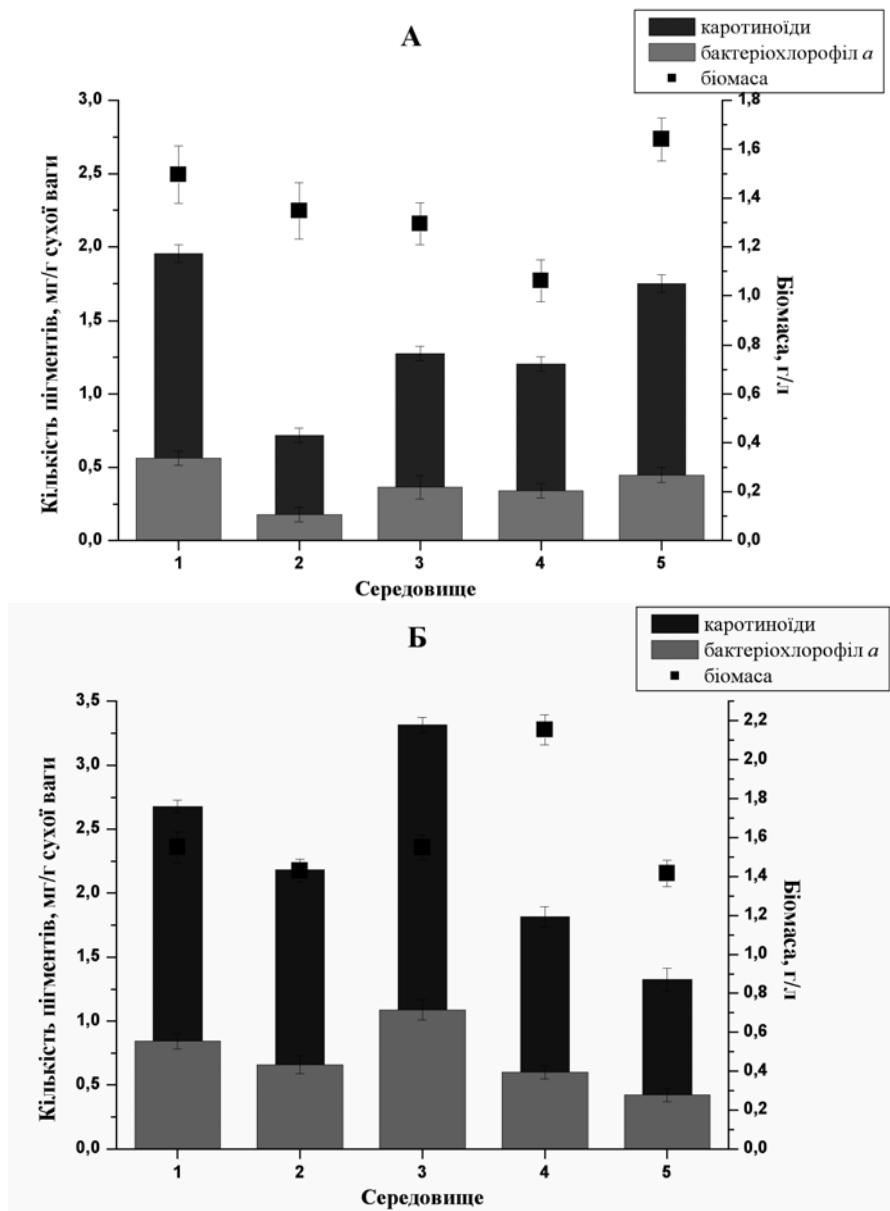 А
каротиноїди
бактеріохлорофіл a
біомаса
Кількість пігментів, мг/г сухої ваги
3,0
2,5
2,0
1,5
1,0
0,5
0,0
1,8
1,6
1,4
1,2
1,0
0,8
0,6
0,4
0,2
0,0
Біомаса, г/л
1 2 3 4 5
Середовище
Б
каротиноїди
бактеріохлорофіл a
біомаса
Кількість пігментів, мг/г сухої ваги
3,5
3,0
2,5
2,0
1,5
1,0
0,5
0,0
2,2
2,0
1,8
1,6
1,4
1,2
1,0
0,8
0,6
0,4
0,2
0,0
Біомаса, г/л
1 2 3 4 5
Середовище